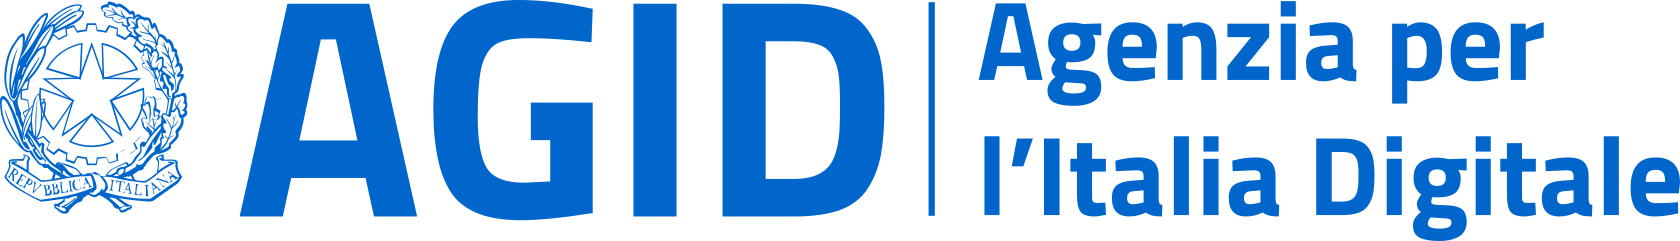 REPVBBLICA ITALIANA
AGID
Agenzia per
l'Italia Digitale